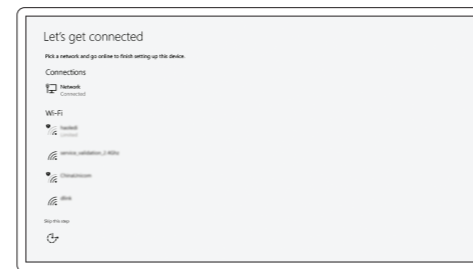 Let's get connected
Pick a network and go online to finish setting up this device.
Connections
Network
Connected
Wi-Fi
Skip this step